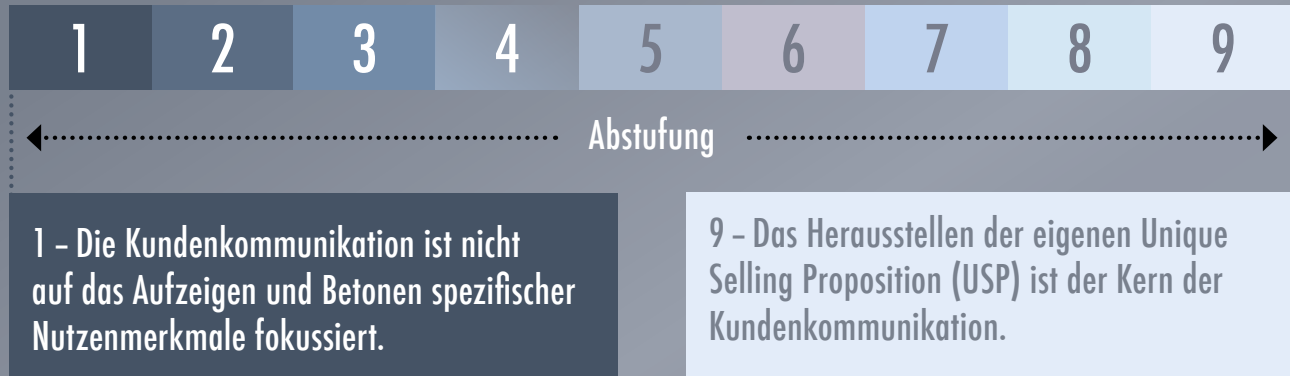 1 2 3 4 5 6 7 8 9
Abstufung
1 – Die Kundenkommunikation ist nicht
auf das Aufzeigen und Betonen spezifischer
Nutzenmerkmale fokussiert.
9 – Das Herausstellen der eigenen Unique
Selling Proposition (USP) ist der Kern der
Kundenkommunikation.